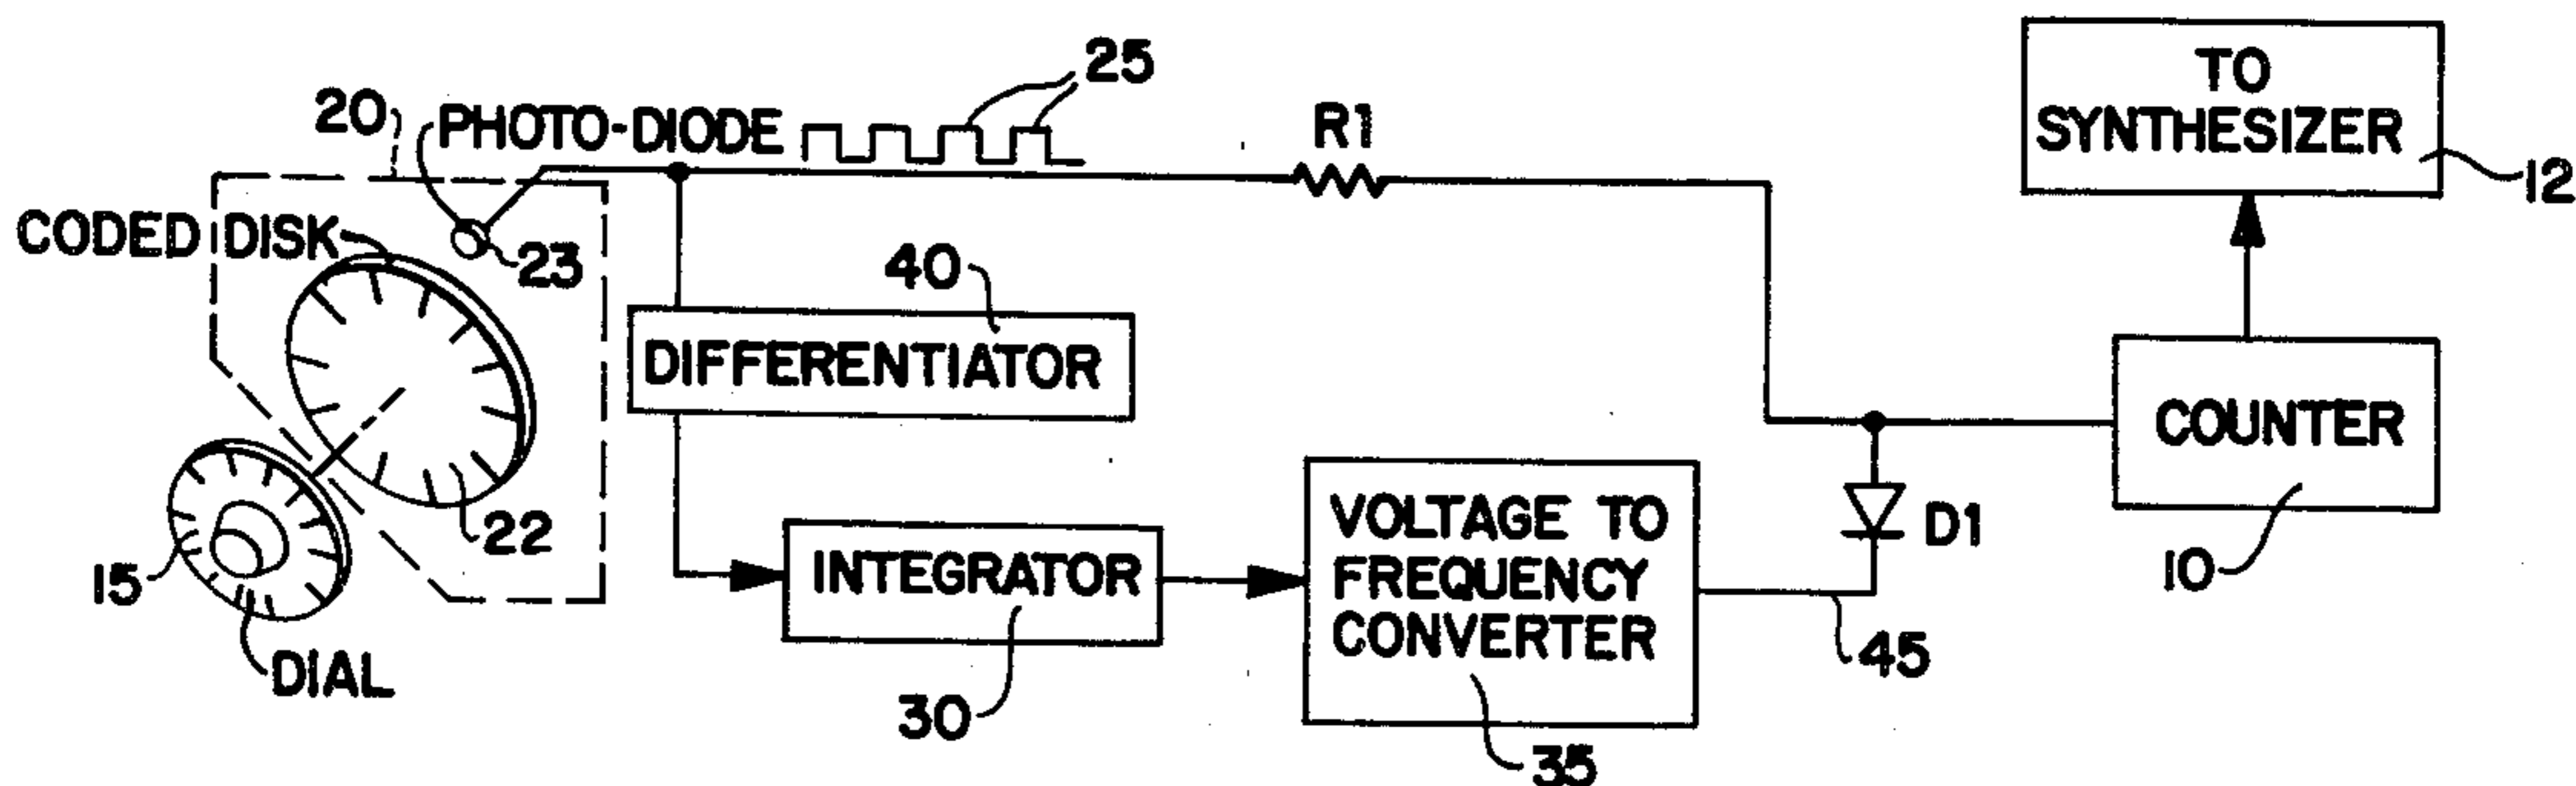 25
TO
SYNTHESIZER
12
R1
20
PHOTO-DIODE
CODED DISK
23
40
DIFFERENTIATOR
COUNTER
10
VOLTAGE TO
FREQUENCY
CONVERTER
D1
22
INTEGRATOR
15
45
DIAL
30
35